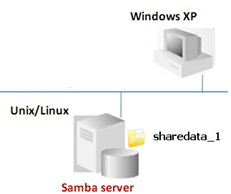 Windows XP
Unix/Linux
sharedata_1
Samba server